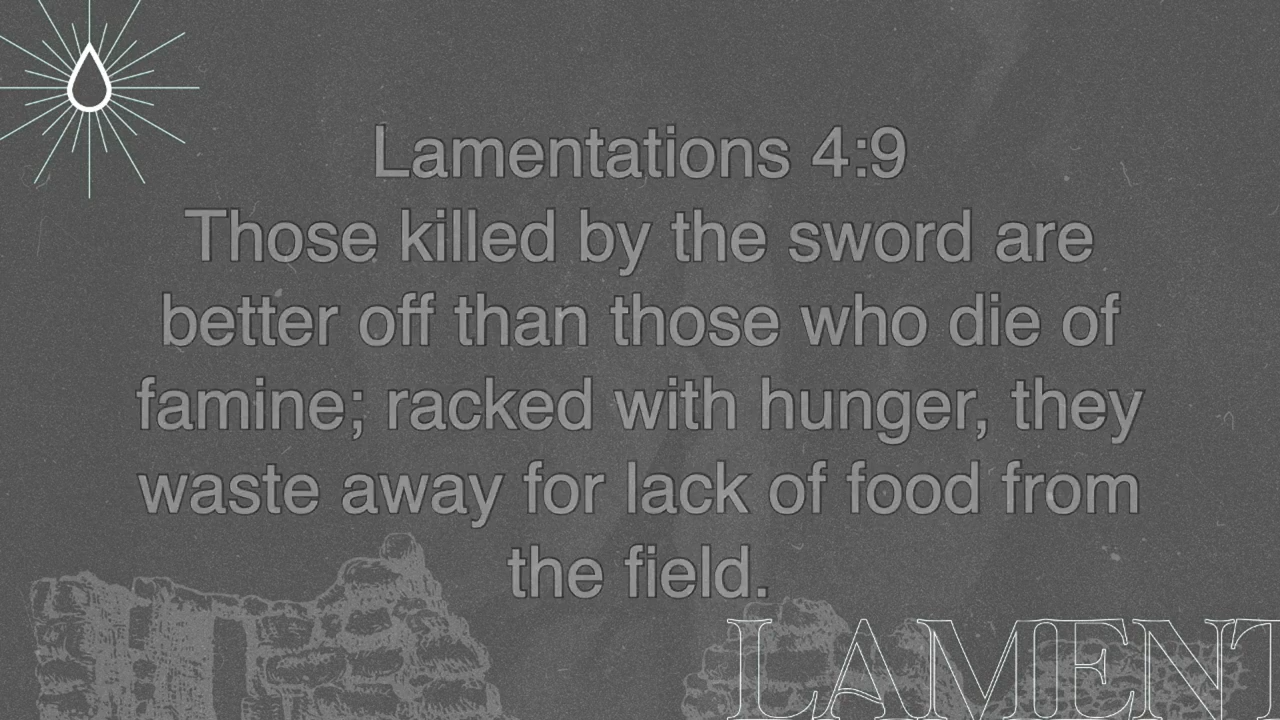 Lamentations 4:9
Those killed by the sword are
better off than those who die of
famine; racked with hunger, they
waste away for lack of food from
the field.
LAMENT